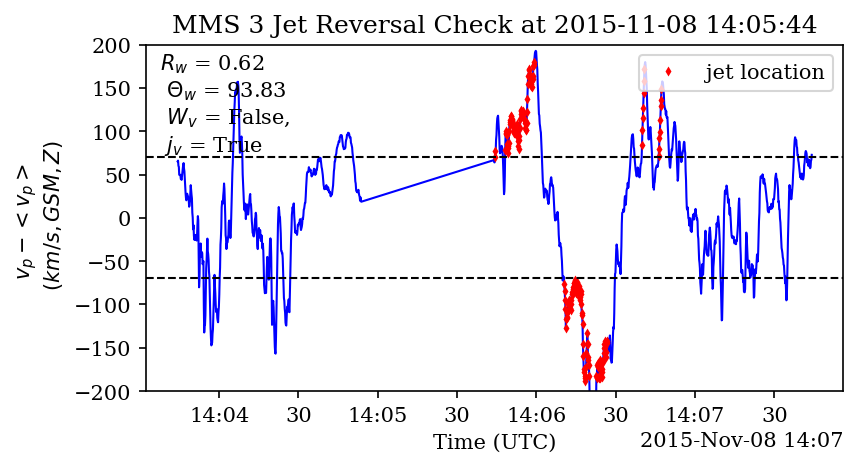 MMS 3 Jet Reversal Check at 2015-11-08 14:05:44
R_w = 0.62
Θ_w = 93.83
W_v = False,
j_v = True
jet location
v_p − < v_p >
(km/s, GSM, Z)
200
150
100
50
0
−50
−100
−150
−200
14:04 30 14:05 30 14:06 30 14:07 30
Time (UTC)
2015-Nov-08 14:07